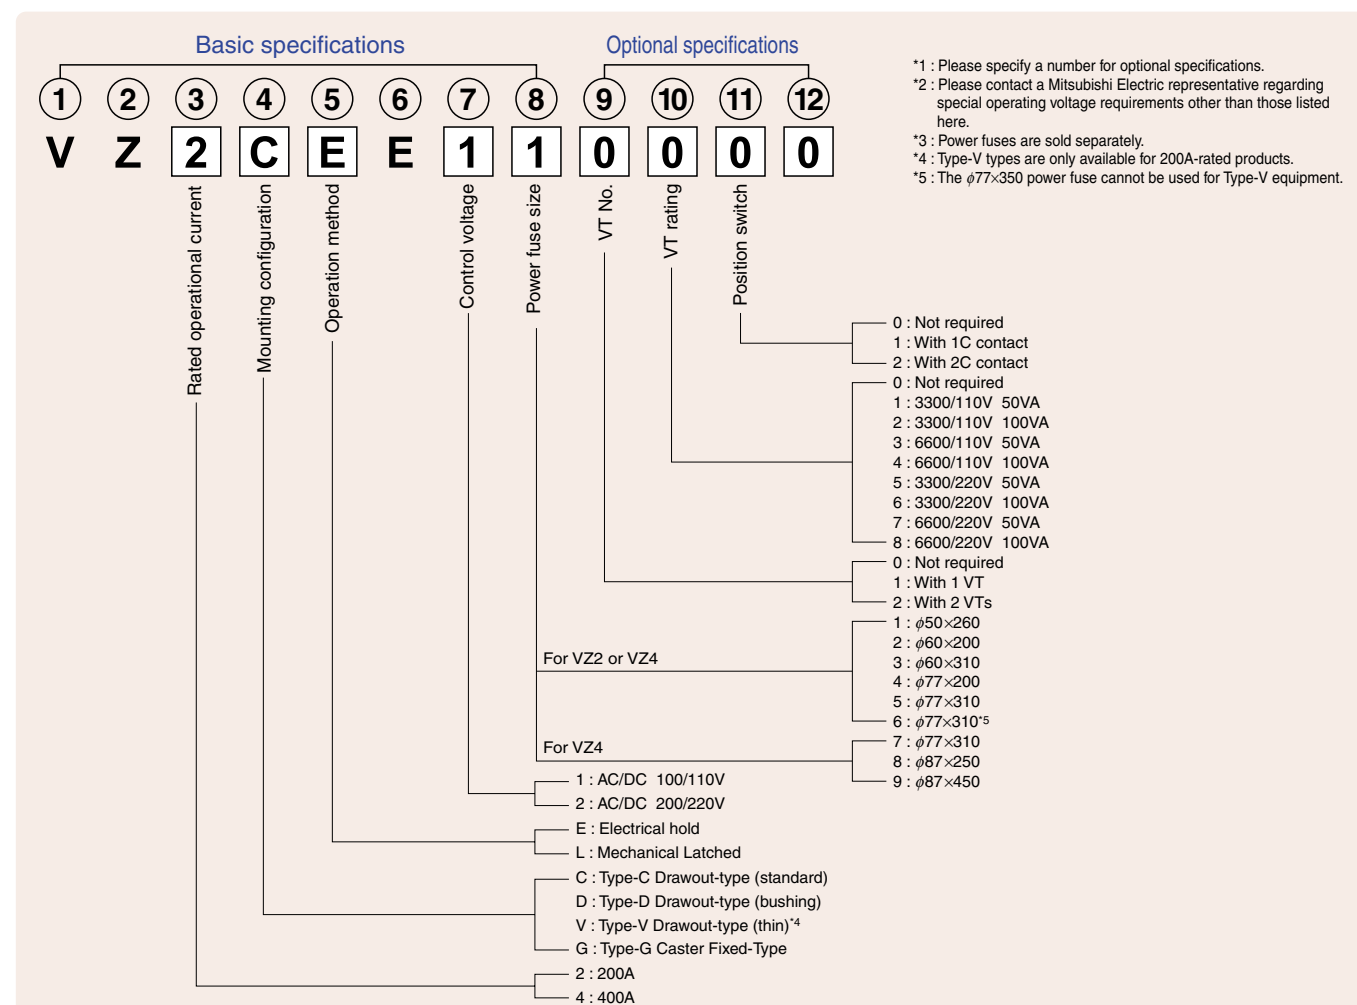 Basic specifications
Optional specifications
1 2 3 4 5 6 7 8 9 10 11 12
V Z 2 C E E 1 1 0 0 0 0
*1 : Please specify a number for optional specifications.
*2 : Please contact a Mitsubishi Electric representative regarding
special operating voltage requirements other than those listed
here.
*3 : Power fuses are sold separately.
*4 : Type-V types are only available for 200A-rated products.
*5 : The ϕ77×350 power fuse cannot be used for Type-V equipment.
Rated operational current
Mounting configuration
Operation method
Control voltage
Power fuse size
VT No.
VT rating
Position switch
0 : Not required
1 : With 1C contact
2 : With 2C contact
0 : Not required
1 : 3300/110V 50VA
2 : 3300/110V 100VA
3 : 6600/110V 50VA
4 : 6600/110V 100VA
5 : 3300/220V 50VA
6 : 3300/220V 100VA
7 : 6600/220V 50VA
8 : 6600/220V 100VA
0 : Not required
1 : With 1 VT
2 : With 2 VTs
For VZ2 or VZ4
1 : ϕ50×260
2 : ϕ60×200
3 : ϕ60×310
4 : ϕ77×200
5 : ϕ77×310
6 : ϕ77×310*5
For VZ4
7 : ϕ77×310
8 : ϕ87×250
9 : ϕ87×450
1 : AC/DC 100/110V
2 : AC/DC 200/220V
E : Electrical hold
L : Mechanical Latched
C : Type-C Drawout-type (standard)
D : Type-D Drawout-type (bushing)
V : Type-V Drawout-type (thin)*4
G : Type-G Caster Fixed-Type
2 : 200A
4 : 400A